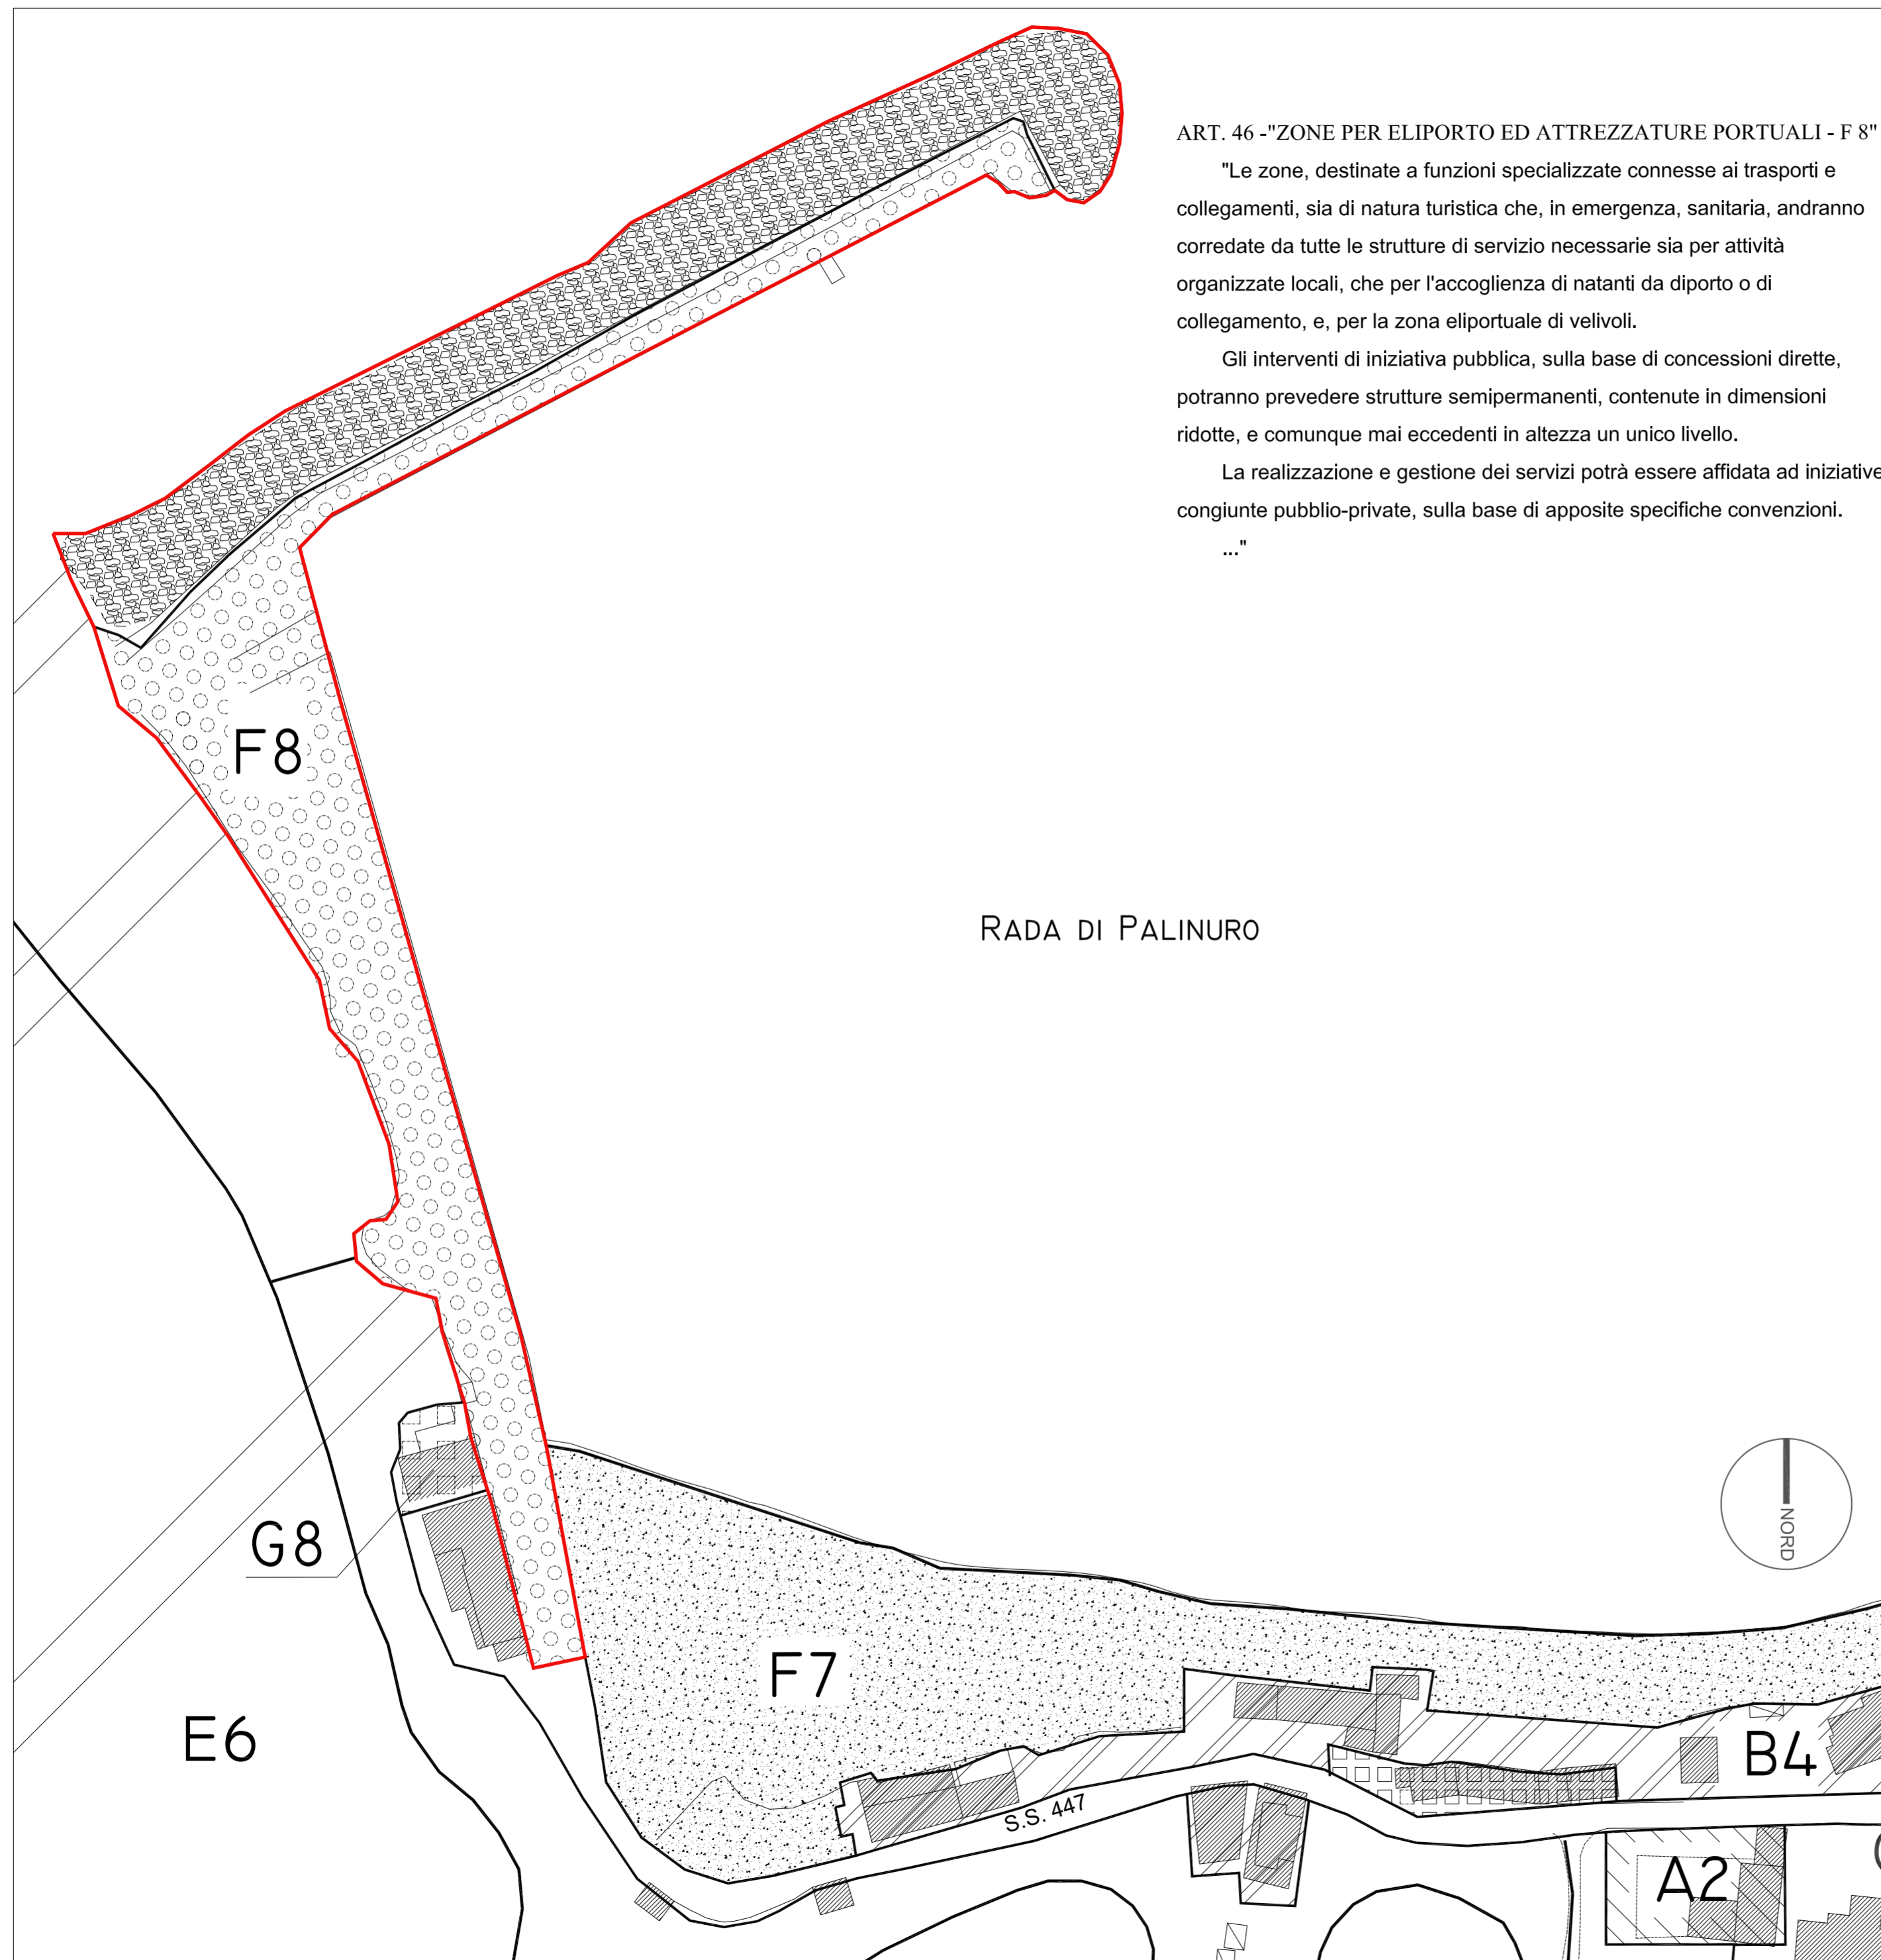 ART. 46 -"ZONE PER ELIPORTO ED ATTREZZATURE PORTUALI - F 8"
"Le zone, destinate a funzioni specializzate connesse ai trasporti e
collegamenti, sia di natura turistica che, in emergenza, sanitaria, andranno
corredate da tutte le strutture di servizio necessarie sia per attività
organizzate locali, che per l'accoglienza di natanti da diporto o di
collegamento, e, per la zona eliportuale di velivoli.
Gli interventi di iniziativa pubblica, sulla base di concessioni dirette,
potranno prevedere strutture semipermanenti, contenute in dimensioni
ridotte, e comunque mai eccedenti in altezza un unico livello.
La realizzazione e gestione dei servizi potrà essere affidata ad iniziative
congiunte pubblio-private, sulla base di apposite specifiche convenzioni.
..."
F8
RADA DI PALINURO
NORD
G8
F7
E6
B4
S.S. 447
A2